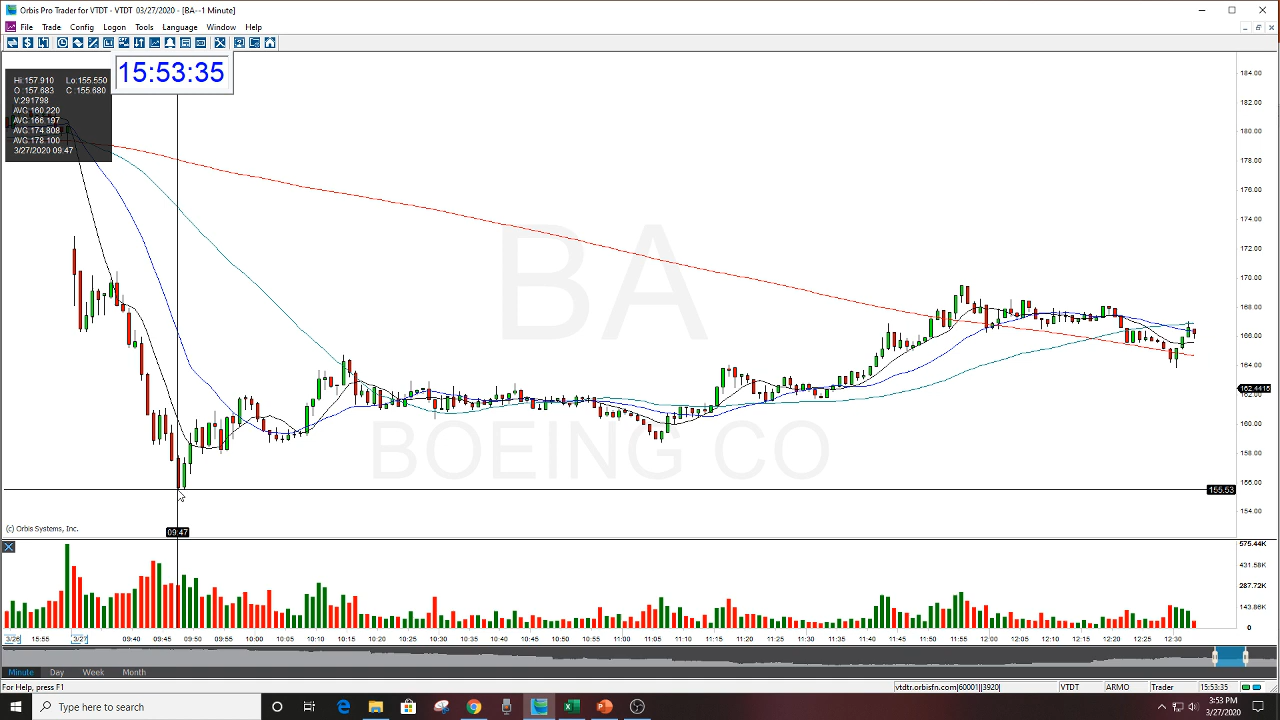 Orbis Pro Trader for VTDT - VTDT 03/27/2020 - [BA--1 Minute]
File Trade Config Logon Tools Language Window Help
15:53:35
Hi:157.910 Lo:155.550
O :157.683 C :155.680
V:291798
AVG:160.220
AVG:166.197
AVG:174.808
AVG:178.100
3/27/2020 09:47
184.00
182.00
180.00
178.00
176.00
174.00
172.00
170.00
168.00
166.00
164.00
162.4415
162.00
160.00
158.00
156.00
155.53
154.00
BA
BOEING CO
(c) Orbis Systems, Inc.
09:47
575.44K
431.58K
287.72K
143.86K
0
3/26 15:55 3/27 09:40 09:45 09:50 09:55 10:00 10:05 10:10 10:15 10:20 10:25 10:30 10:35 10:40 10:45 10:50 10:55 11:00 11:05 11:10 11:15 11:20 11:25 11:30 11:35 11:40 11:45 11:50 11:55 12:00 12:05 12:10 12:15 12:20 12:25 12:30
Minute Day Week Month
For Help, press F1 vtdtr.orbisfn.com|60001||3920| VTDT ARMO Trader 15:53:35
Type here to search
3:53 PM
3/27/2020